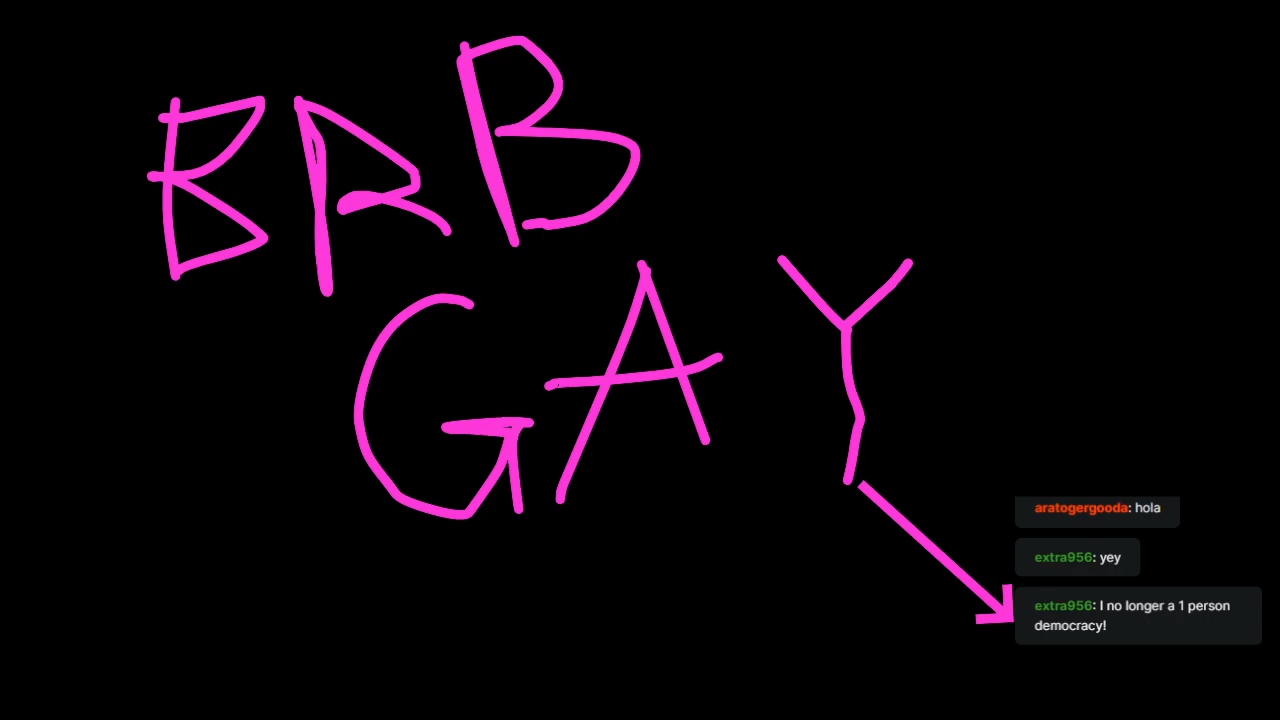 BRB
GAY
aratogergooda: hola
extra956: yey
extra956: I no longer a 1 person
democracy!